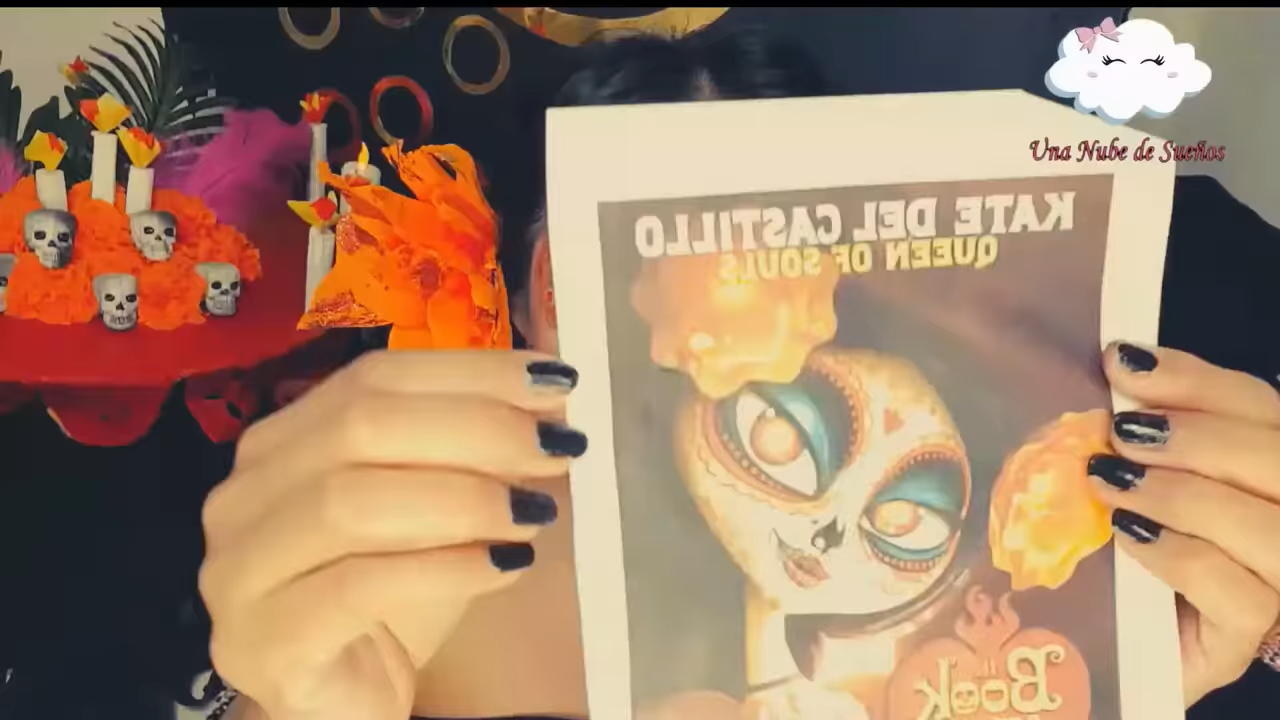 Una Nube de Sueños
KATE DEL CASTILLO
QUEEN OF SOULS
Book